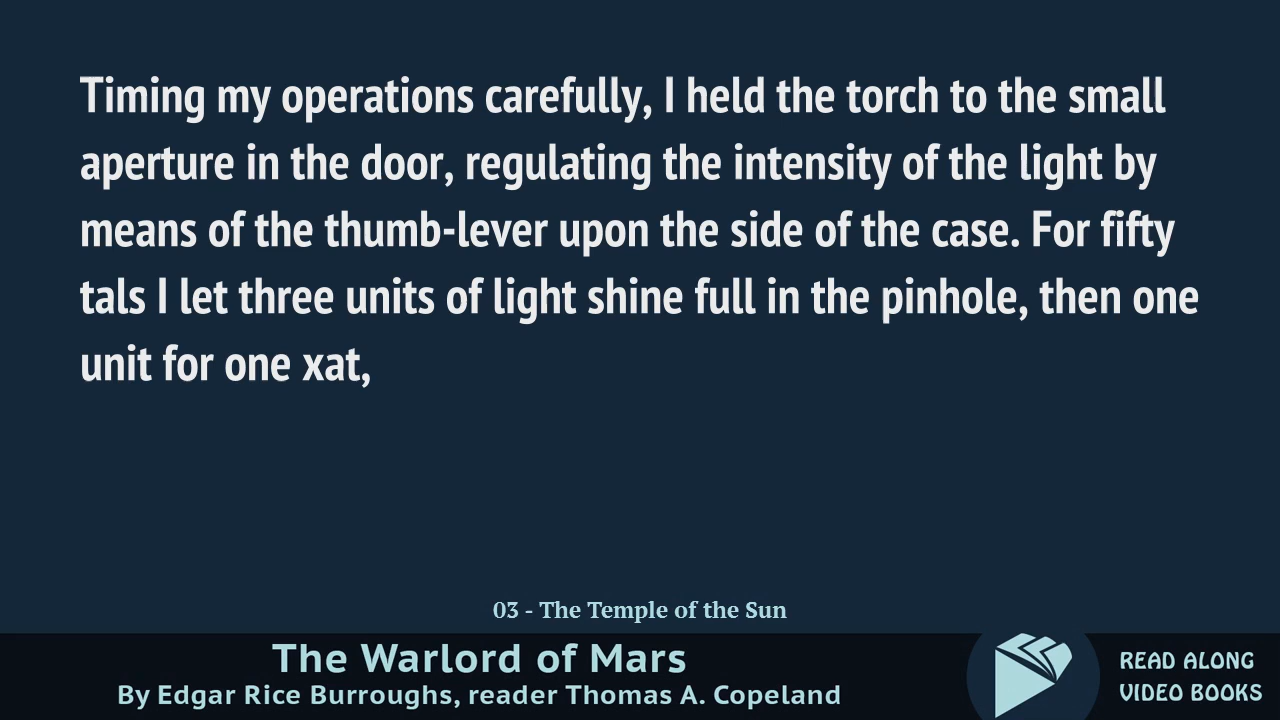 Timing my operations carefully, I held the torch to the small
aperture in the door, regulating the intensity of the light by
means of the thumb-lever upon the side of the case. For fifty
tals I let three units of light shine full in the pinhole, then one
unit for one xat,
03 - The Temple of the Sun
The Warlord of Mars
By Edgar Rice Burroughs, reader Thomas A. Copeland
READ ALONG
VIDEO BOOKS